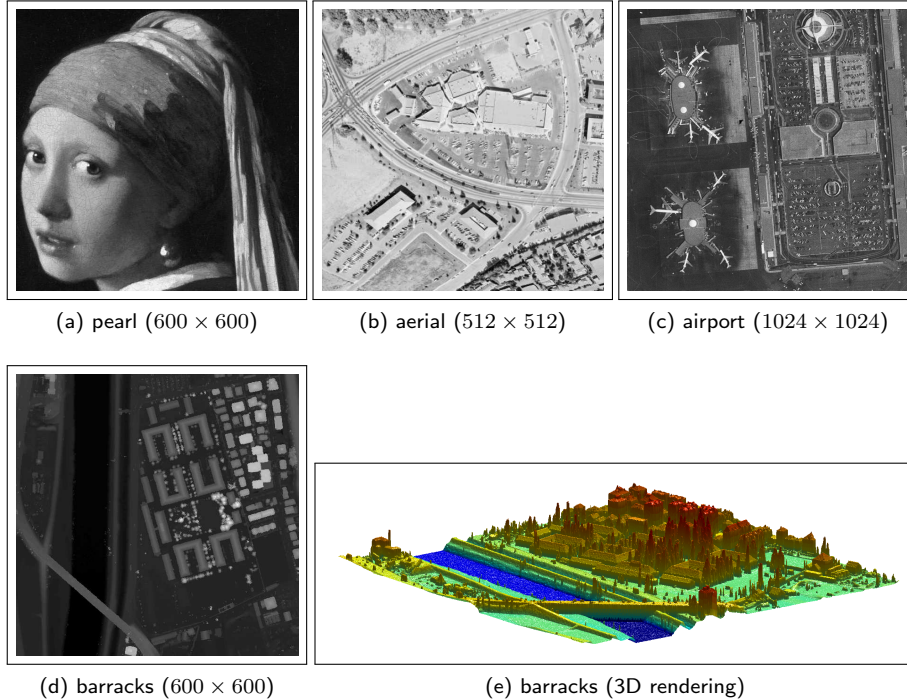 (a) pearl (600 × 600)
(b) aerial (512 × 512)
(c) airport (1024 × 1024)
(d) barracks (600 × 600)
(e) barracks (3D rendering)